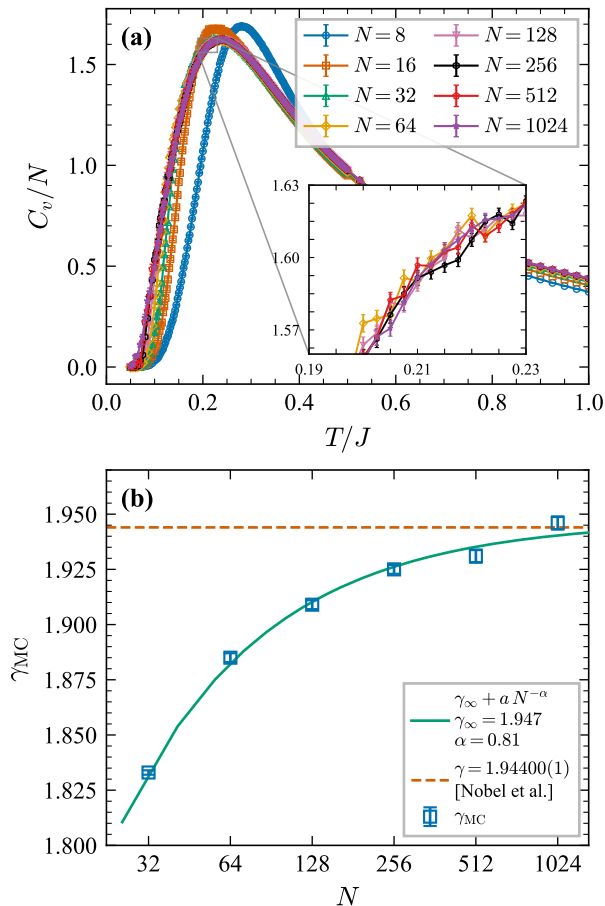 (a)
N = 8
N = 16
N = 32
N = 64
N = 128
N = 256
N = 512
N = 1024
C_v/N
1.5
1.0
0.5
0.0
1.63
1.60
1.57
0.19 0.21 0.23
0.0 0.2 0.4 0.6 0.8 1.0
T/J
(b)
γ_MC
1.950
1.925
1.900
1.875
1.850
1.825
1.800
γ_∞ + a N^{-α}
γ_∞ = 1.947
α = 0.81
γ = 1.94400(1)
[Nobel et al.]
γ_MC
32 64 128 256 512 1024
N